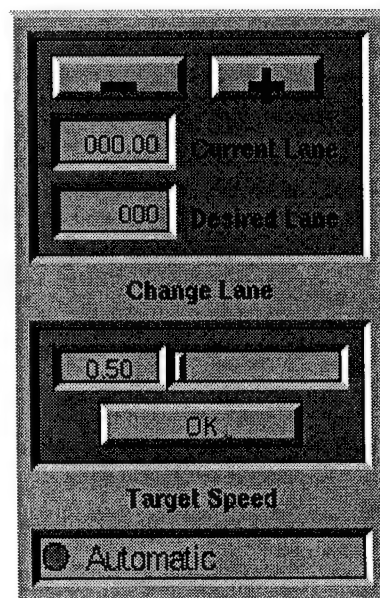 - +
000.00 Current Lane
000 Desired Lane
Change Lane
0.50
OK
Target Speed
Automatic